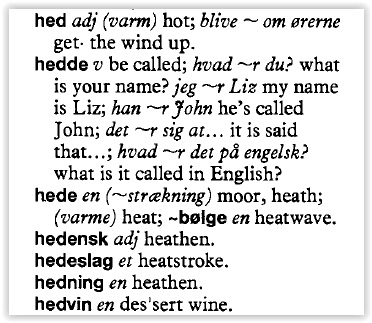 hed adj (varm) hot; blive ~ om ørerne
get· the wind up.
hedde v be called; hvad ~r du? what
is your name? jeg ~r Liz my name
is Liz; han ~r John he's called
John; det ~r sig at... it is said
that...; hvad ~r det på engelsk?
what is it called in English?
hede en (~strækning) moor, heath;
(varme) heat; ~bølge en heatwave.
hedensk adj heathen.
hedeslag et heatstroke.
hedning en heathen.
hedvin en des'sert wine.